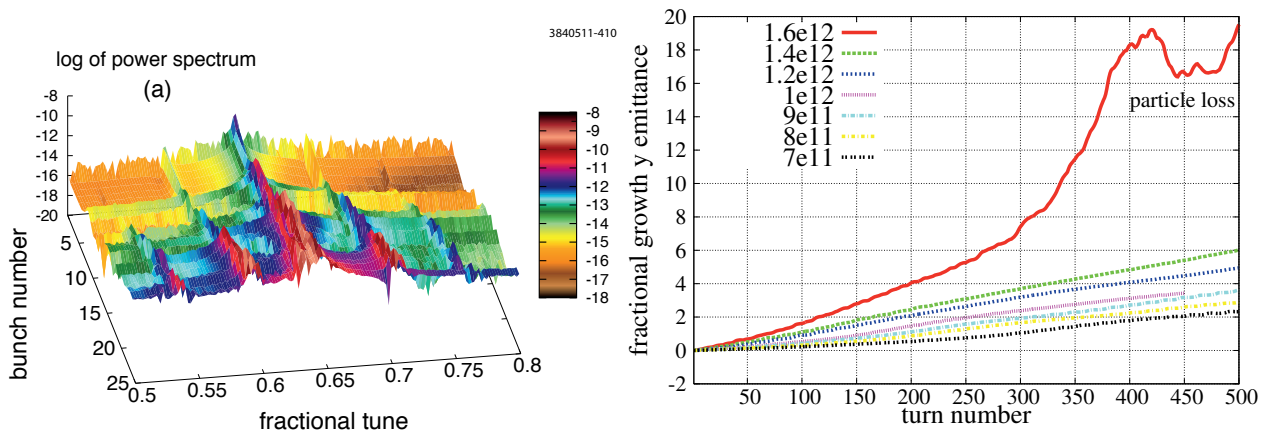 3840511-410
log of power spectrum
(a)
-8
-10
-12
-14
-16
-18
-20
5
10
15
20
25
bunch number
0.5
0.55
0.6
0.65
0.7
0.75
0.8
fractional tune
-8
-9
-10
-11
-12
-13
-14
-15
-16
-17
-18
fractional growth y emittance
20
18
16
14
12
10
8
6
4
2
0
-2
1.6e12
1.4e12
1.2e12
1e12
9e11
8e11
7e11
particle loss
50 100 150 200 250 300 350 400 450 500
turn number